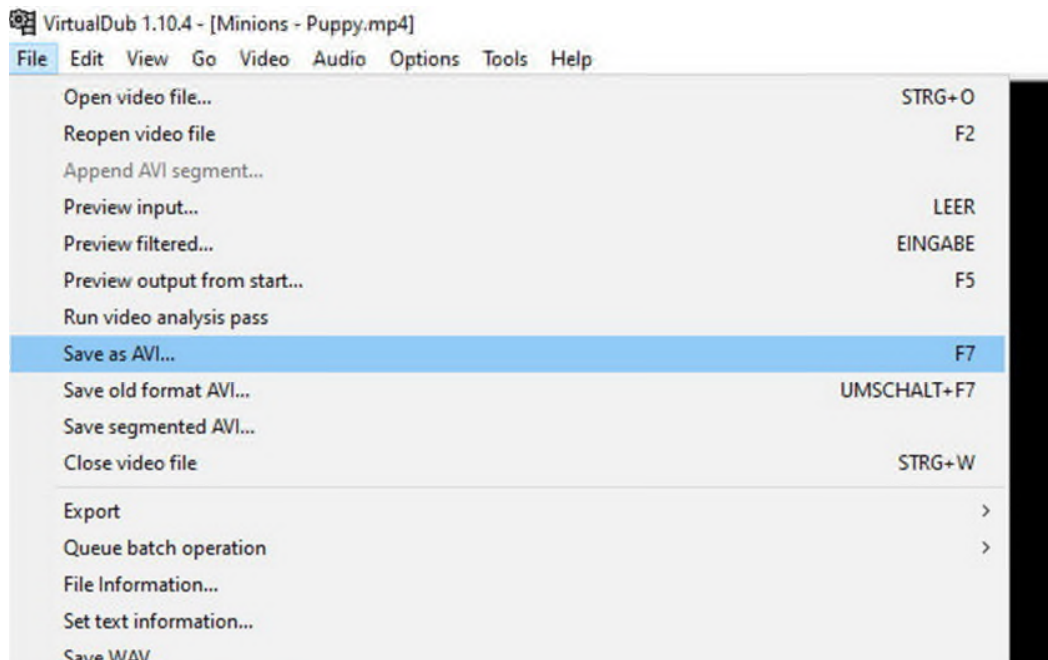 VirtualDub 1.10.4 - [Minions - Puppy.mp4]
File Edit View Go Video Audio Options Tools Help
Open video file... STRG+O
Reopen video file F2
Append AVI segment...
Preview input... LEER
Preview filtered... EINGABE
Preview output from start... F5
Run video analysis pass
Save as AVI... F7
Save old format AVI... UMSCHALT+F7
Save segmented AVI...
Close video file STRG+W
Export
Queue batch operation
File Information...
Set text information...
Save WAV